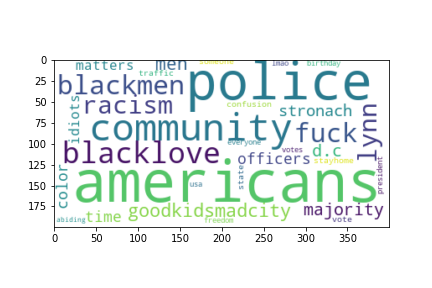 0
matters men someone lmao birthday
traffic police
blackmen
50 racism confusion
idiots stronach
75
100 community fuck lynn
everyone
125 blacklove votes d.c
officers stayhome
150 color americans state president
usa
175
time goodkidsmadcity majority
abiding freedom vote
0 50 100 150 200 250 300 350
25